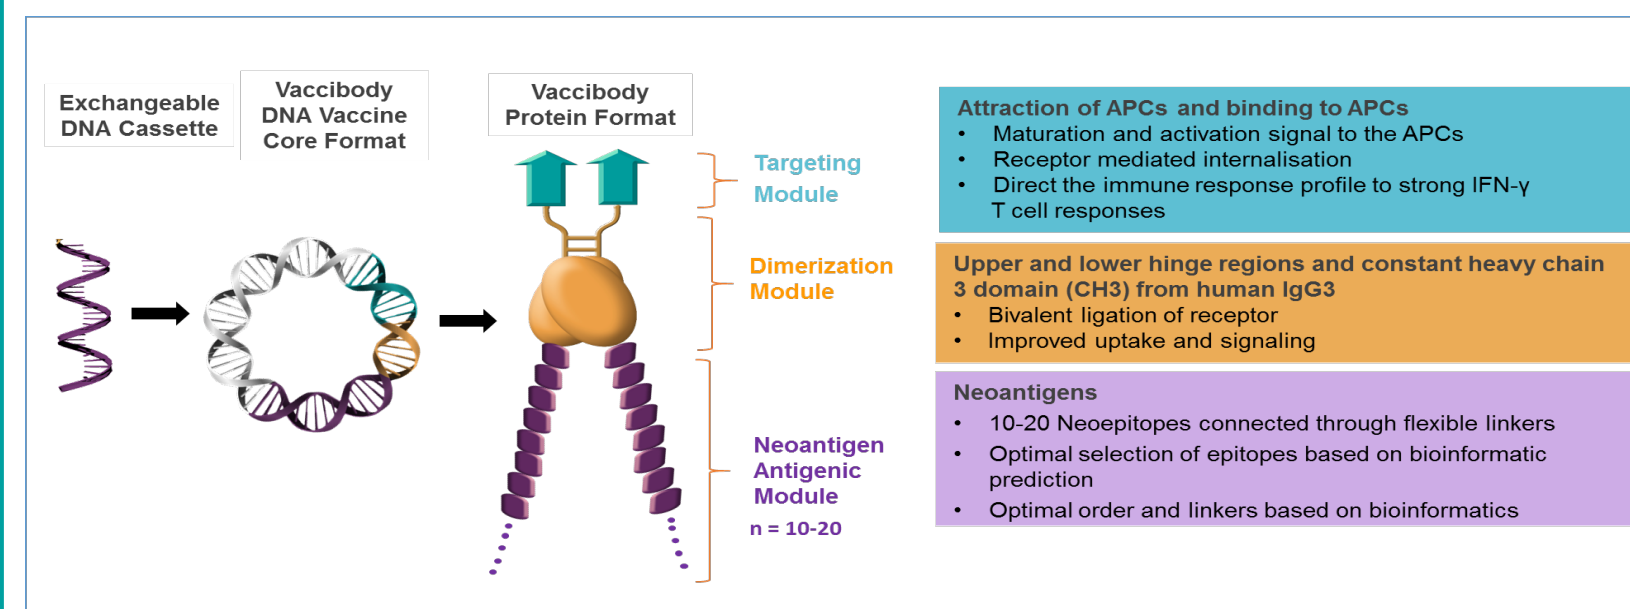 Exchangeable
DNA Cassette
Vaccibody
DNA Vaccine
Core Format
Vaccibody
Protein Format
Targeting
Module
Dimerization
Module
Neoantigen
Antigenic
Module
n = 10-20
Attraction of APCs and binding to APCs
• Maturation and activation signal to the APCs
• Receptor mediated internalisation
• Direct the immune response profile to strong IFN-γ
T cell responses
Upper and lower hinge regions and constant heavy chain
3 domain (CH3) from human IgG3
• Bivalent ligation of receptor
• Improved uptake and signaling
Neoantigens
• 10-20 Neoepitopes connected through flexible linkers
• Optimal selection of epitopes based on bioinformatic
prediction
• Optimal order and linkers based on bioinformatics